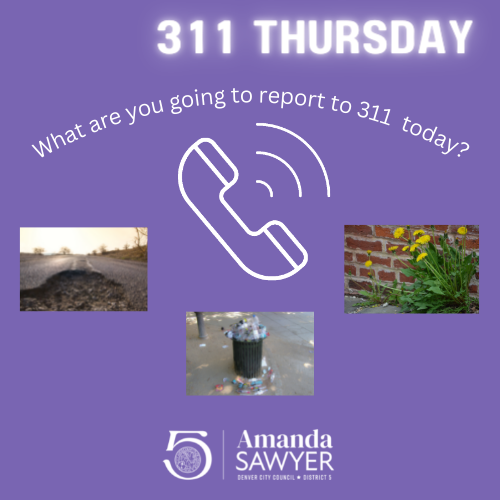 311 THURSDAY
What are you going to report to 311 today?
5
Amanda
SAWYER
DENVER CITY COUNCIL ★ DISTRICT 5